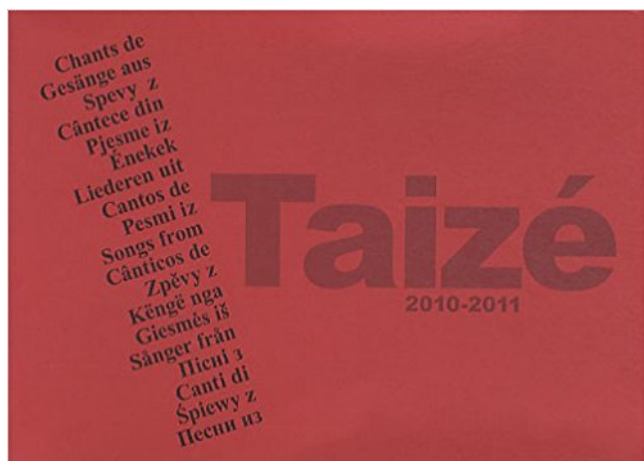 Chants de
Gesänge aus
Spevy z
Cântece din
Pjesme iz
Énekek
Liederen uit
Cantos de
Pesmi iz
Songs from
Cânticos de
Zpěvy z
Këngë nga
Giesmės iš
Sånger från
Пісні з
Canti di
Śpiewy z
Песни из
Taizé
2010-2011